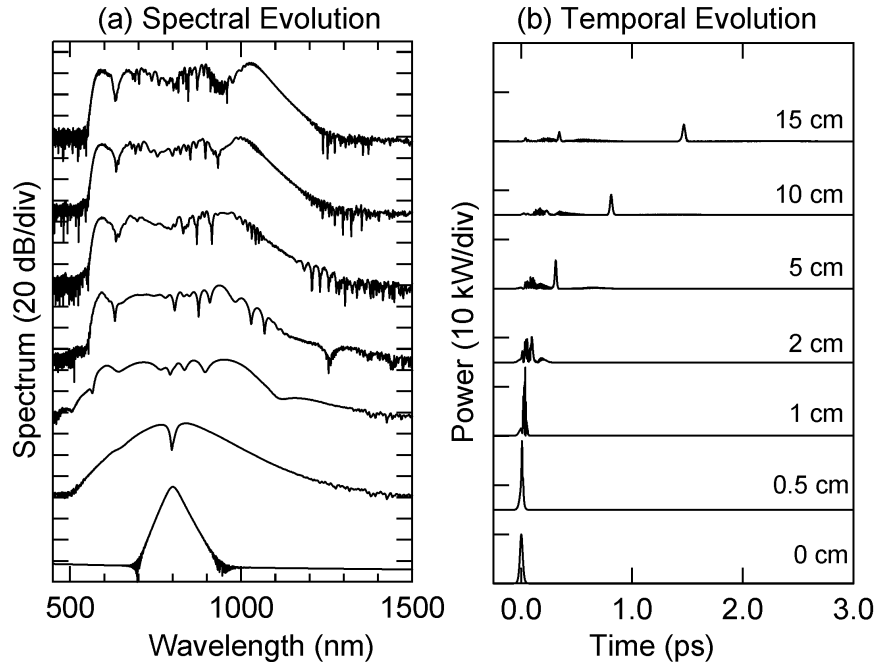 (a) Spectral Evolution
(b) Temporal Evolution
Spectrum (20 dB/div)
500
1000
1500
Wavelength (nm)
Power (10 kW/div)
15 cm
10 cm
5 cm
2 cm
1 cm
0.5 cm
0 cm
0.0
1.0
2.0
3.0
Time (ps)